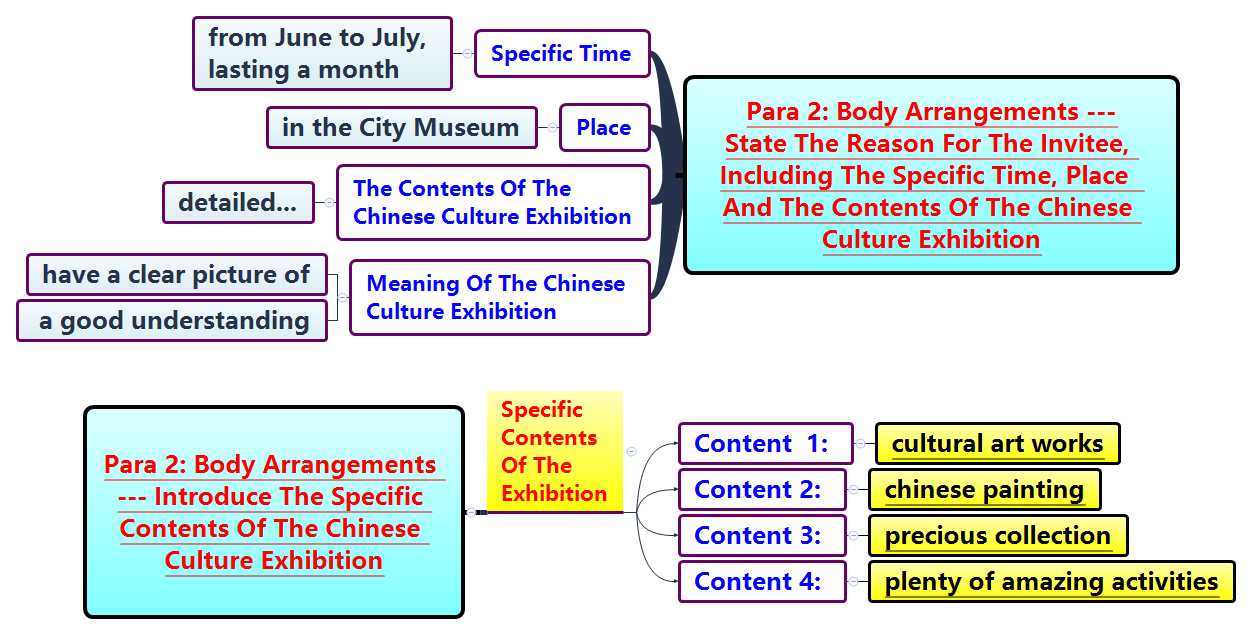 from June to July,
lasting a month
Specific Time
in the City Museum
Place
detailed...
The Contents Of The
Chinese Culture Exhibition
have a clear picture of
a good understanding
Meaning Of The Chinese
Culture Exhibition
Para 2: Body Arrangements ---
State The Reason For The Invitee,
Including The Specific Time, Place
And The Contents Of The Chinese
Culture Exhibition
Para 2: Body Arrangements
--- Introduce The Specific
Contents Of The Chinese
Culture Exhibition
Specific
Contents
Of The
Exhibition
Content  1:
cultural art works
Content 2:
chinese painting
Content 3:
precious collection
Content 4:
plenty of amazing activities